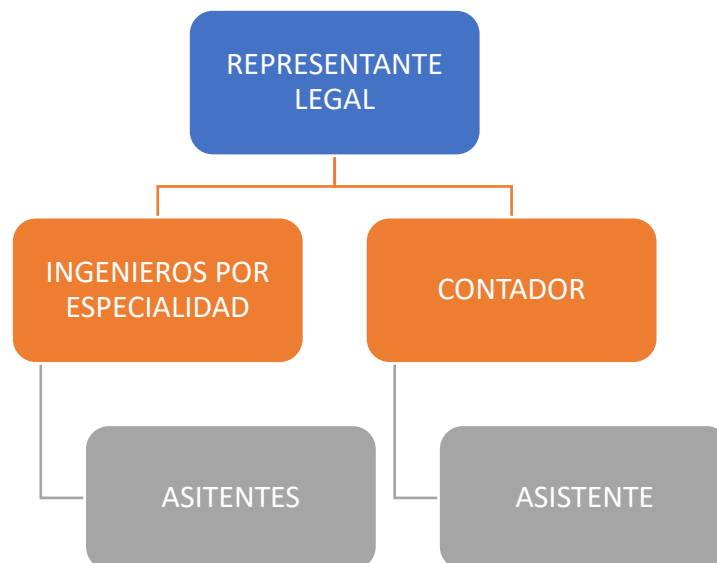 REPRESENTANTE
LEGAL
INGENIEROS POR
ESPECIALIDAD
CONTADOR
ASITENTES
ASISTENTE